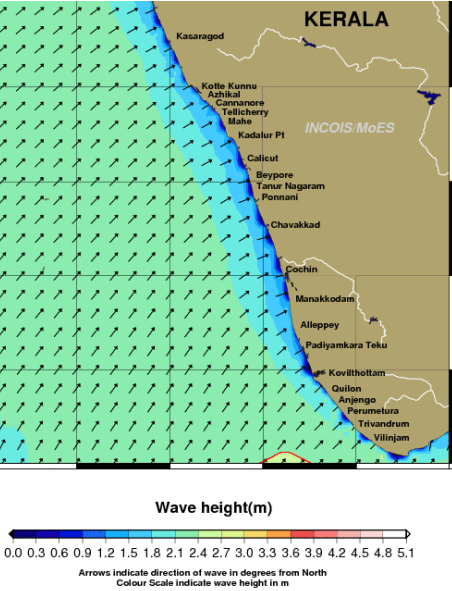 KERALA
Kasaragod
Kotte Kunnu
Azhikal
Cannanore
Tellicherry
Mahe
INCOIS/MoES
Kadalur Pt
Calicut
Beypore
Tanur Nagaram
Ponnani
Chavakkad
Cochin
Manakkodam
Alleppey
Padiyamkara Teku
Kovilthottam
Quilon
Anjengo
Perumetura
Trivandrum
Vilinjam
Wave height(m)
0.0 0.3 0.6 0.9 1.2 1.5 1.8 2.1 2.4 2.7 3.0 3.3 3.6 3.9 4.2 4.5 4.8 5.1
Arrows indicate direction of wave in degrees from North
Colour Scale indicate wave height in m